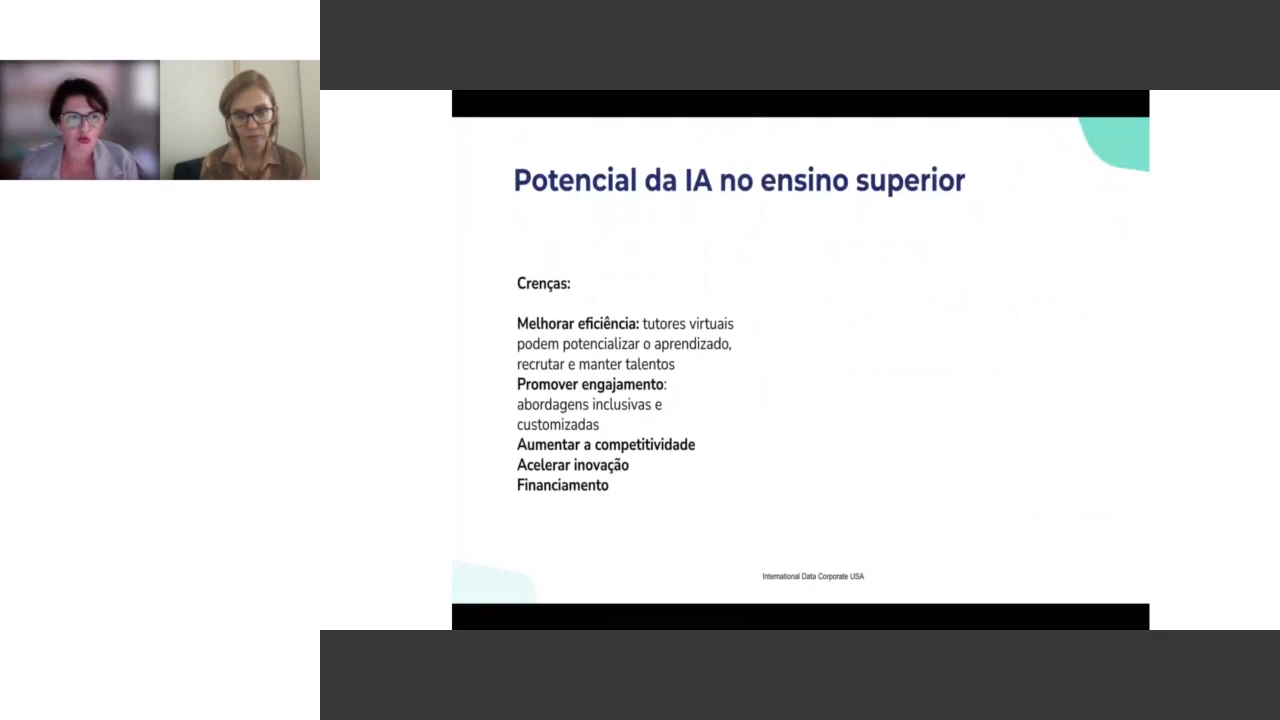 Potencial da IA no ensino superior
Crenças:
Melhorar eficiência: tutores virtuais
podem potencializar o aprendizado,
recrutar e manter talentos
Promover engajamento:
abordagens inclusivas e
customizadas
Aumentar a competitividade
Acelerar inovação
Financiamento
International Data Corporate USA